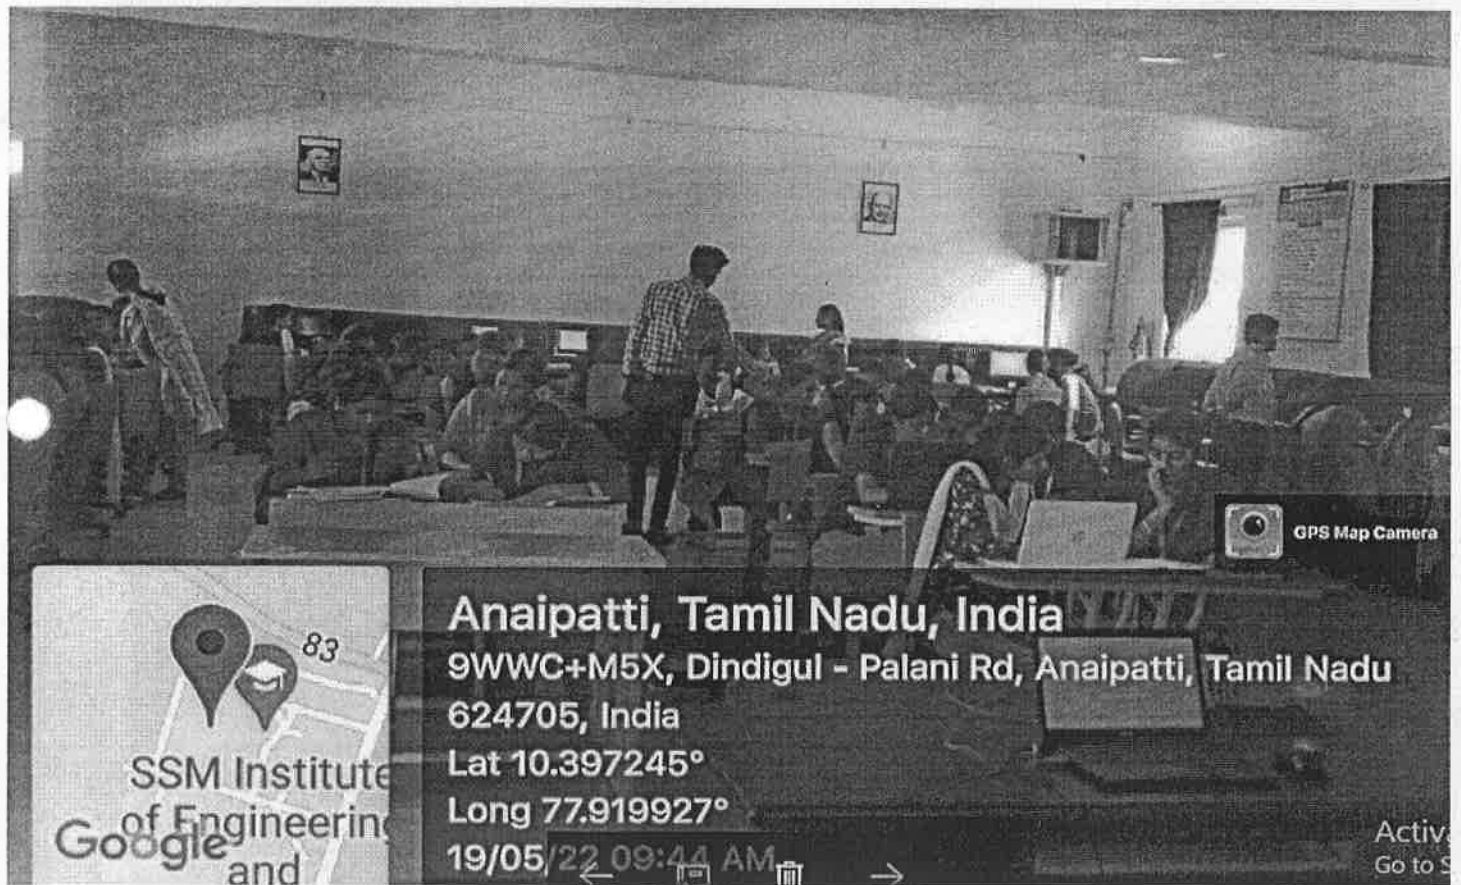 GPS Map Camera
Anaipatti, Tamil Nadu, India
9WWC+M5X, Dindigul - Palani Rd, Anaipatti, Tamil Nadu
624705, India
Lat 10.397245°
Long 77.919927°
19/05/22 09:44 AM
83
SSM Institute
of Engineering
and
Google
Activa
Go to S